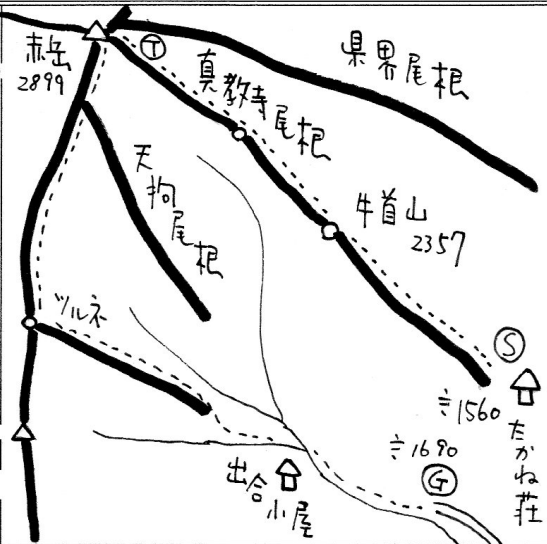 赤岳
2899
Ⓣ
真教寺尾根
県界尾根
天狗尾根
牛首山
2357
ツルネ
Ⓢ
≒1560
たかね荘
≒1690
Ⓖ
出合小屋